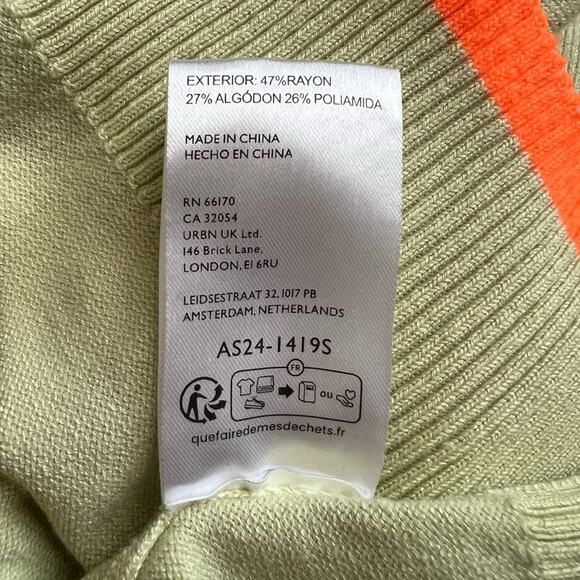 EXTERIOR: 47%RAYON
27% ALGÓDON 26% POLIAMIDA
MADE IN CHINA
HECHO EN CHINA
RN 66170
CA 32054
URBN UK Ltd.
146 Brick Lane,
LONDON, E1 6RU
LEIDSESTRAAT 32, 1017 PB
AMSTERDAM, NETHERLANDS
AS24-1419S
FR
ou
quefairedemesdechets.fr